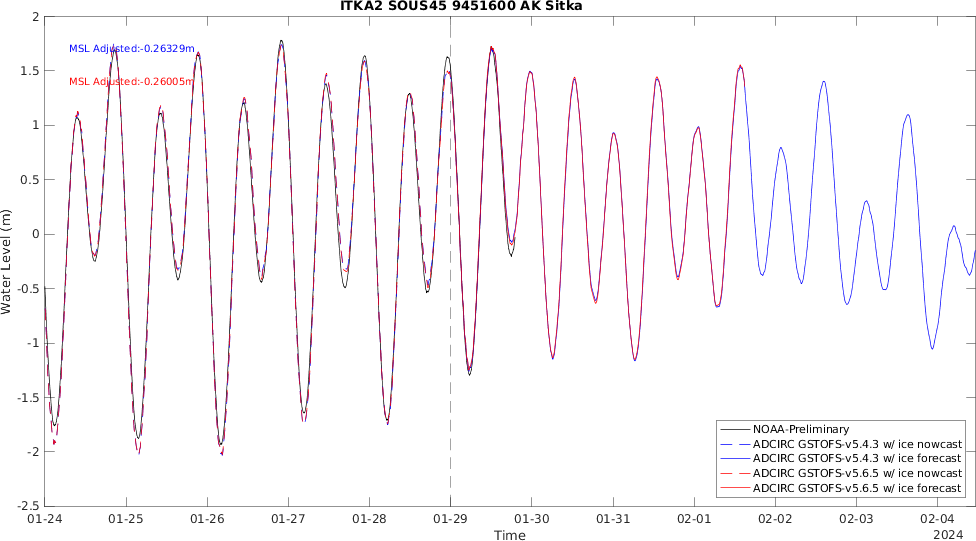 ITKA2 SOUS45 9451600 AK Sitka
MSL Adjusted:-0.26329m
MSL Adjusted:-0.26005m
Water Level (m)
2
1.5
1
0.5
0
-0.5
-1
-1.5
-2
-2.5
NOAA-Preliminary
ADCIRC GSTOFS-v5.4.3 w/ ice nowcast
ADCIRC GSTOFS-v5.4.3 w/ ice forecast
ADCIRC GSTOFS-v5.6.5 w/ ice nowcast
ADCIRC GSTOFS-v5.6.5 w/ ice forecast
01-24 01-25 01-26 01-27 01-28 01-29 01-30 01-31 02-01 02-02 02-03 02-04
Time
2024